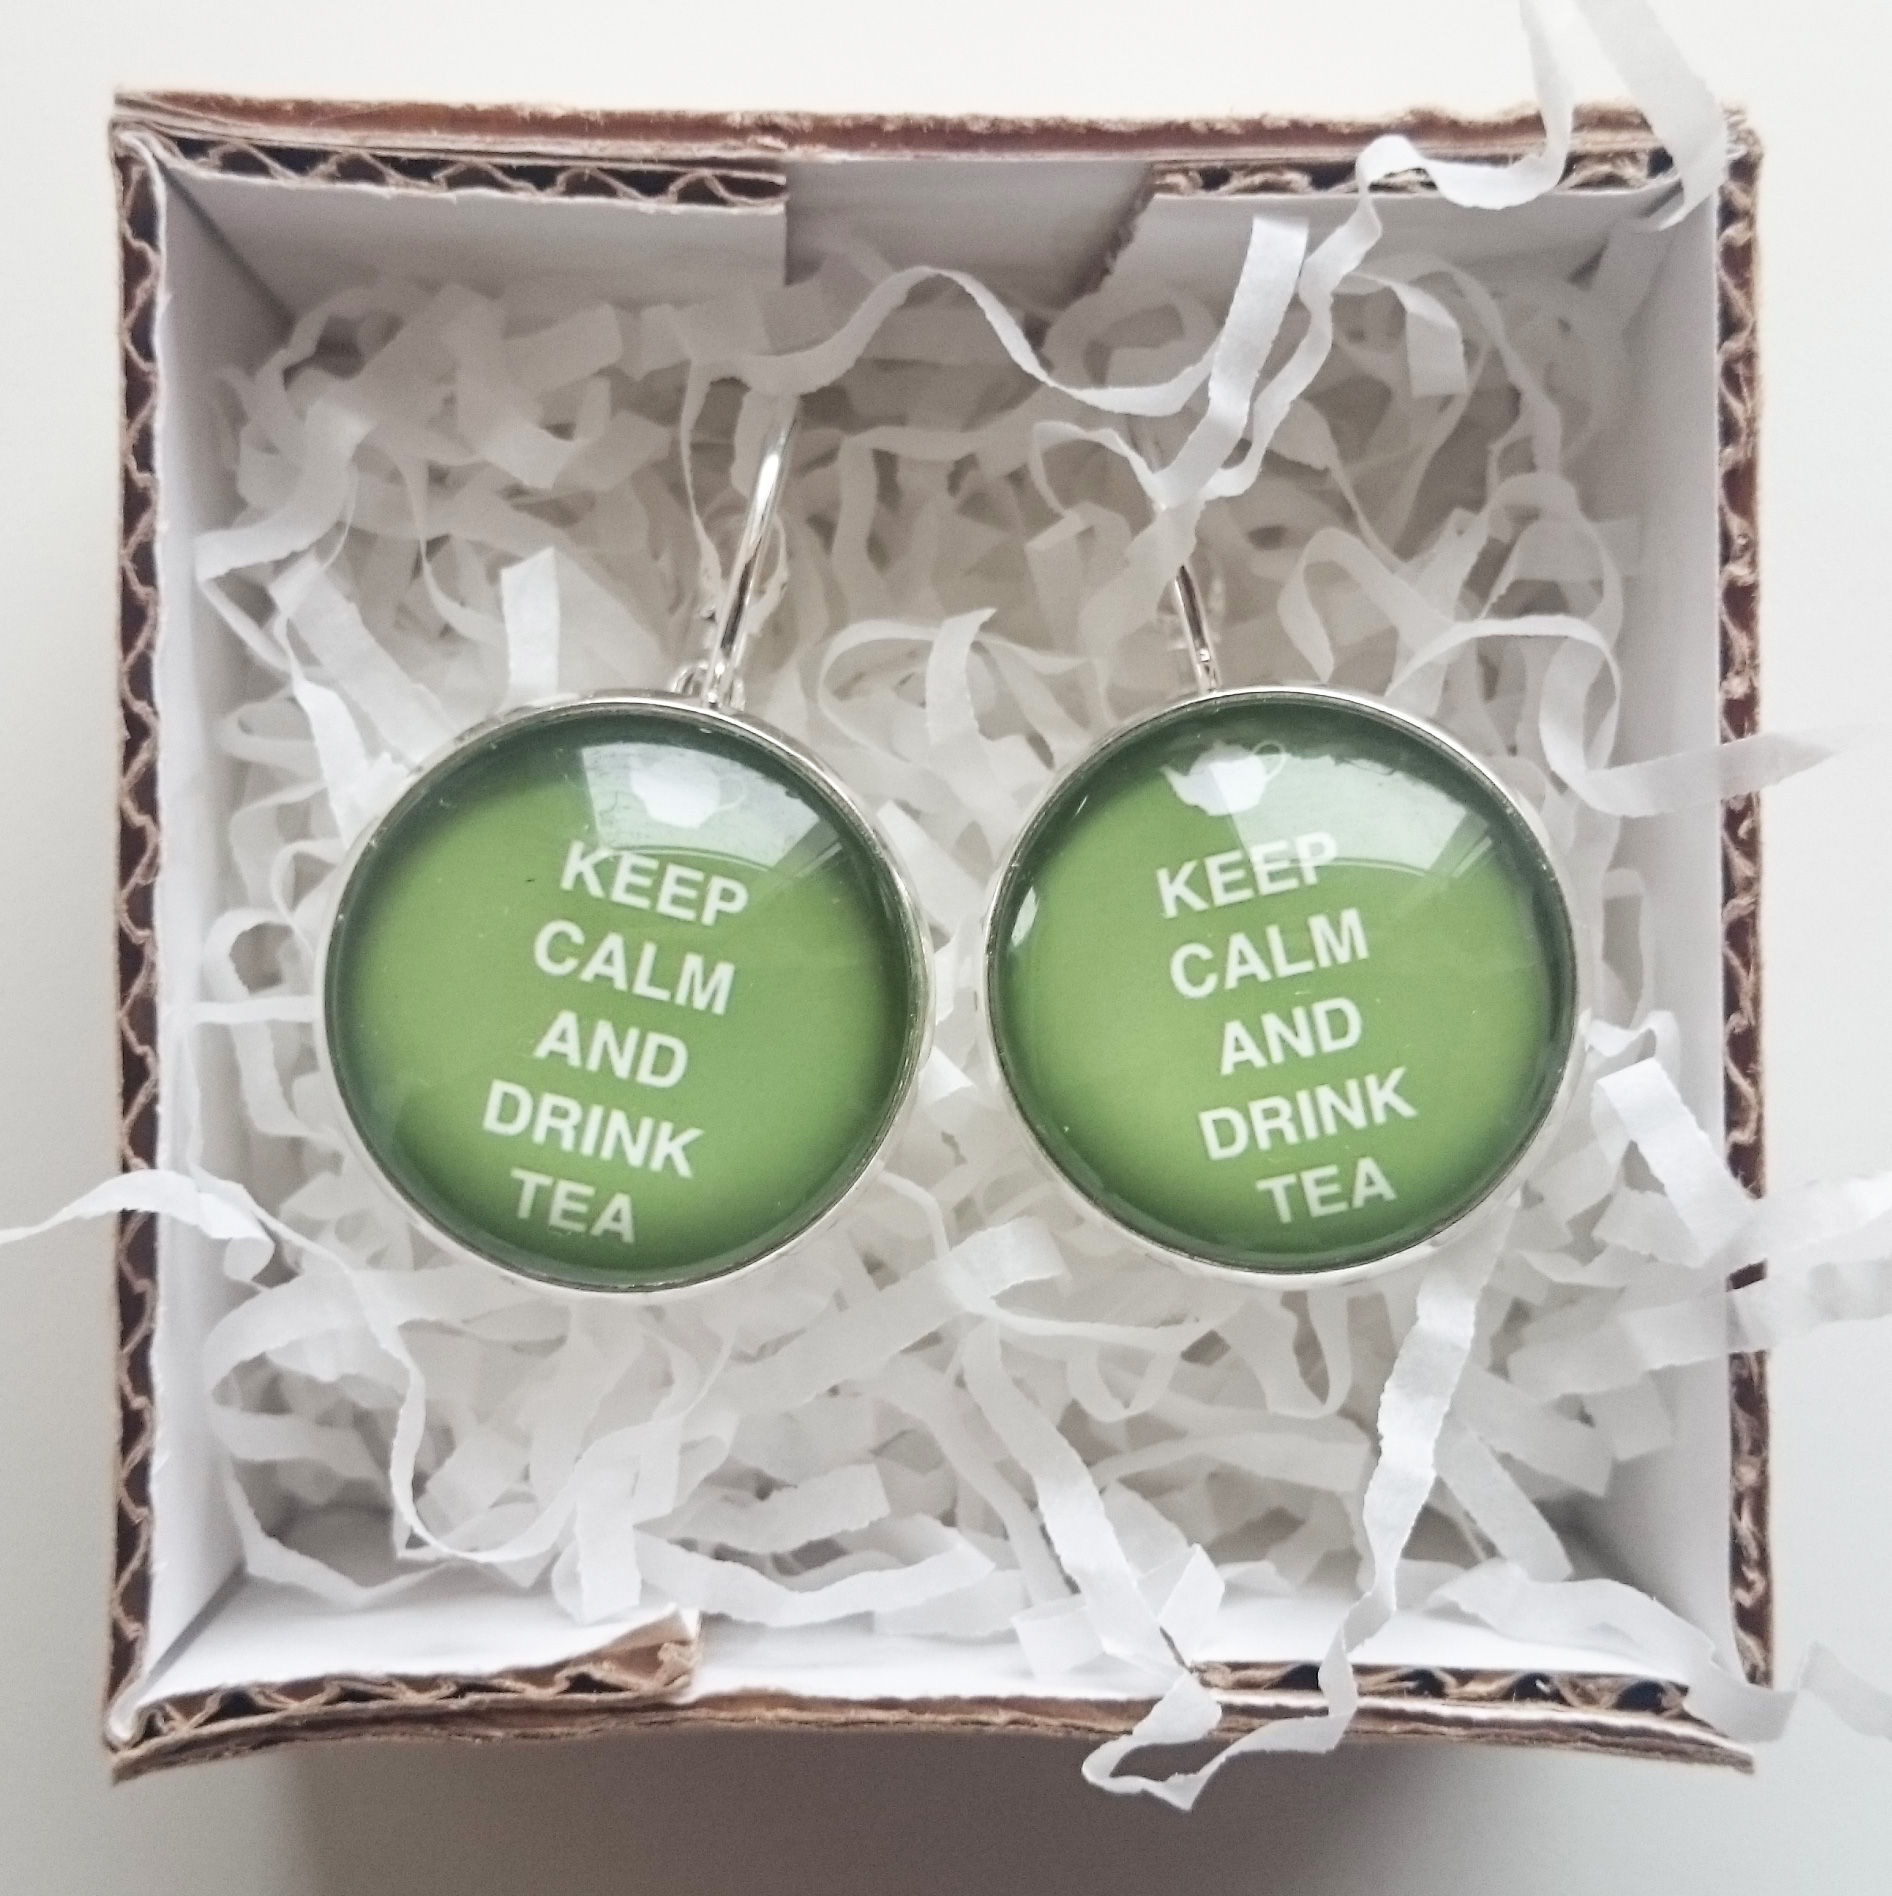 KEEP
CALM
AND
DRINK
TEA
KEEP
CALM
AND
DRINK
TEA